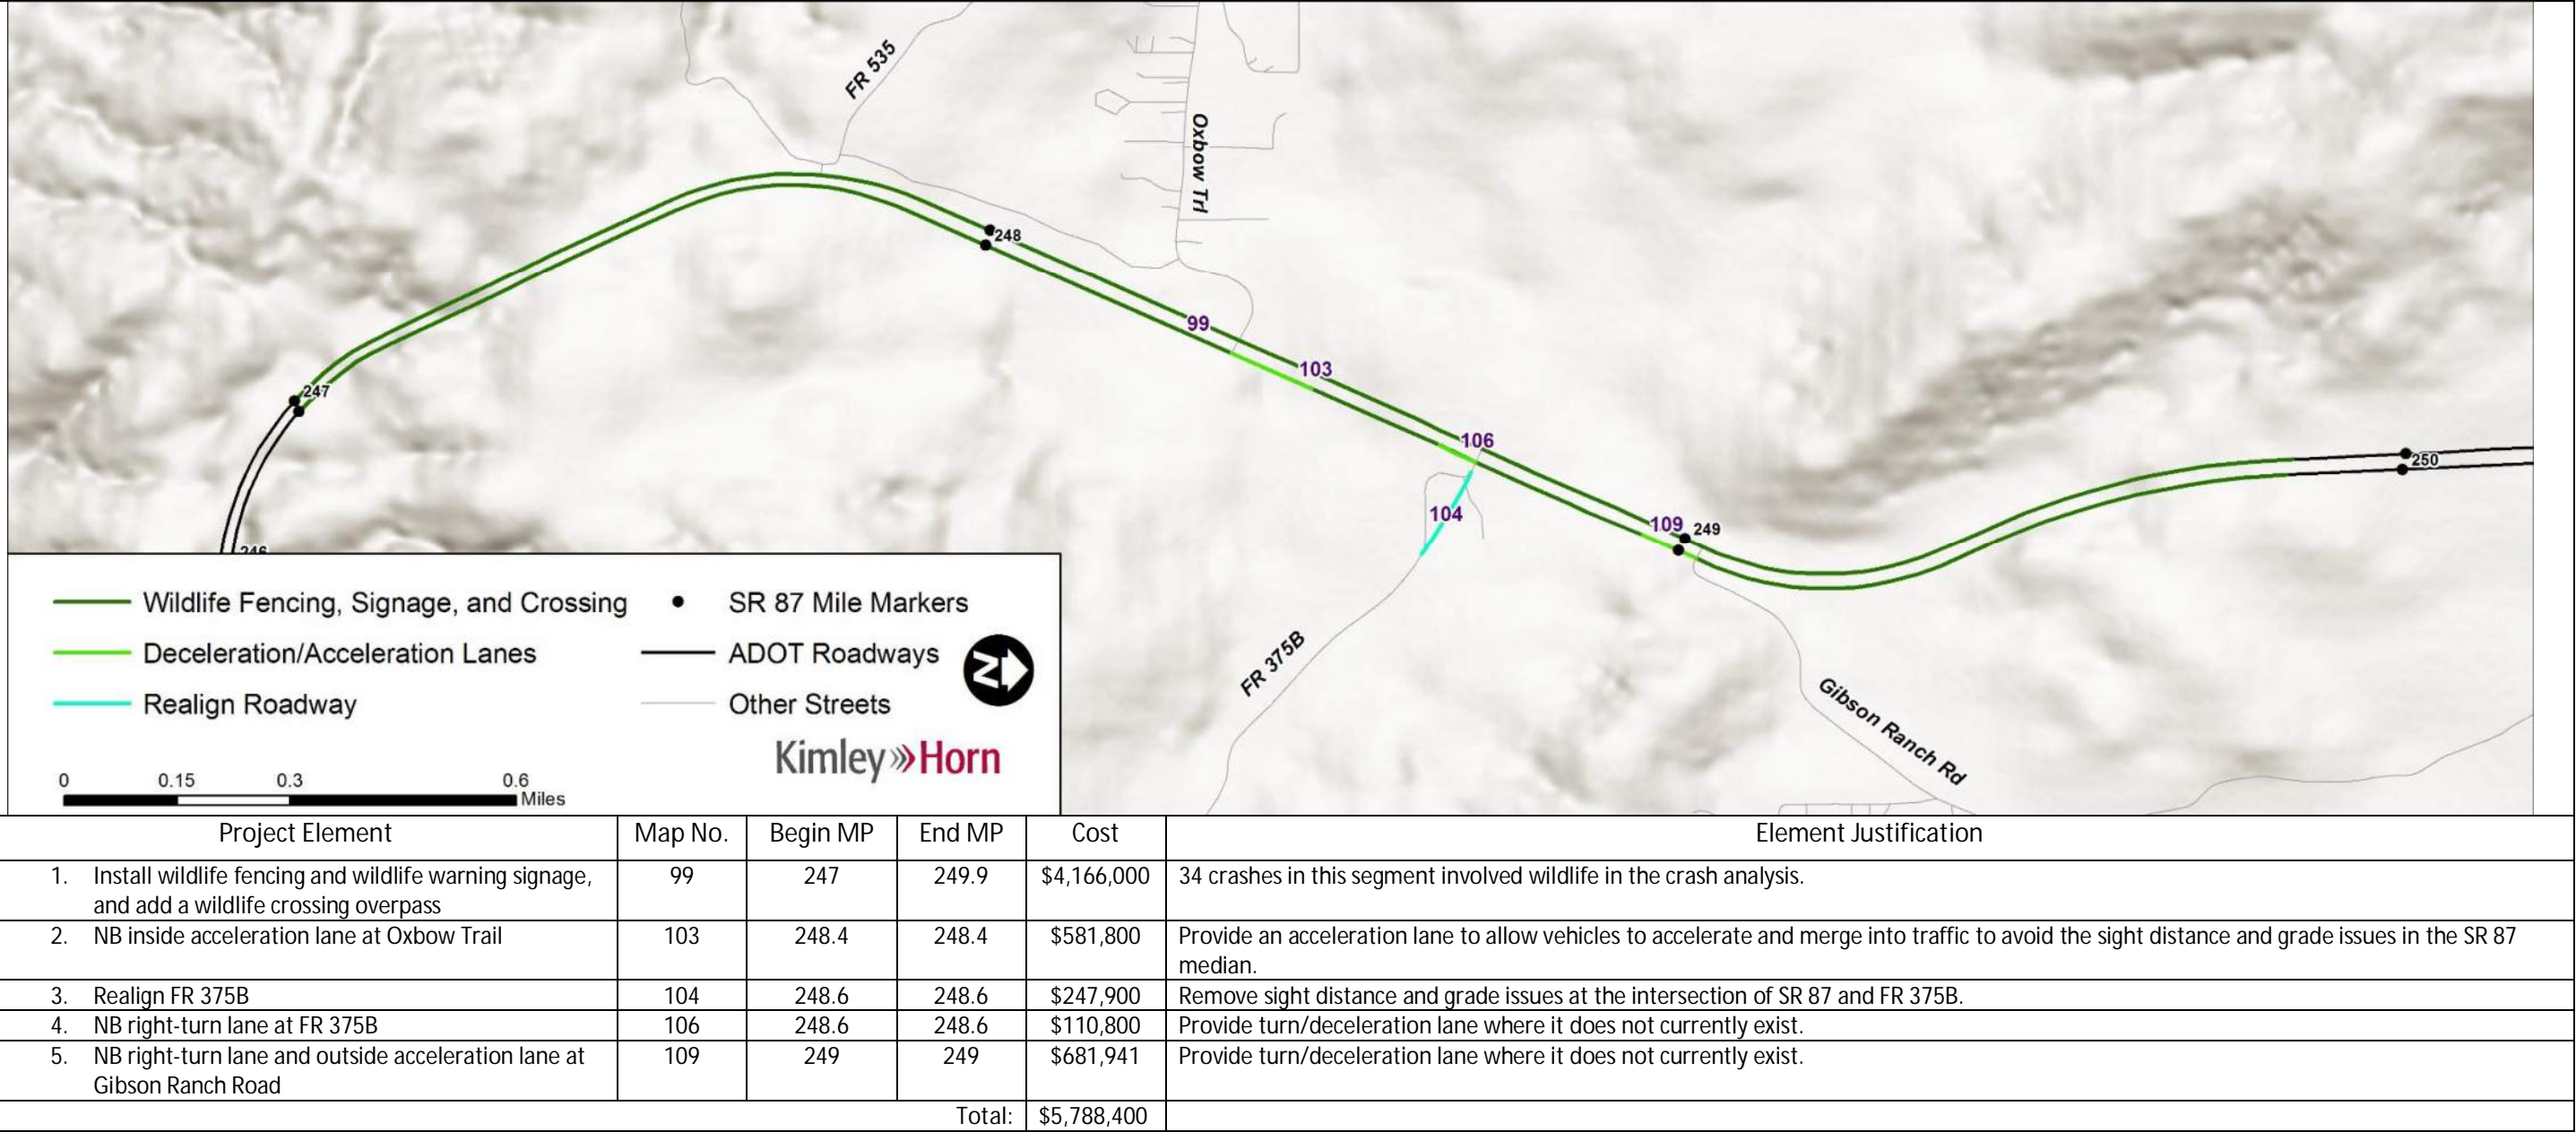 FR 535
Oxbow Trl
248
99
247
103
106
250
104
109
249
246
FR 375B
Gibson Ranch Rd
Wildlife Fencing, Signage, and Crossing
SR 87 Mile Markers
Deceleration/Acceleration Lanes
ADOT Roadways
N
Realign Roadway
Other Streets
Kimley»Horn
0 0.15 0.3 0.6
Miles
Project Element Map No. Begin MP End MP Cost Element Justification
1. Install wildlife fencing and wildlife warning signage, 99 247 249.9 $4,166,000 34 crashes in this segment involved wildlife in the crash analysis.
and add a wildlife crossing overpass
2. NB inside acceleration lane at Oxbow Trail 103 248.4 248.4 $581,800 Provide an acceleration lane to allow vehicles to accelerate and merge into traffic to avoid the sight distance and grade issues in the SR 87
median.
3. Realign FR 375B 104 248.6 248.6 $247,900 Remove sight distance and grade issues at the intersection of SR 87 and FR 375B.
4. NB right-turn lane at FR 375B 106 248.6 248.6 $110,800 Provide turn/deceleration lane where it does not currently exist.
5. NB right-turn lane and outside acceleration lane at 109 249 249 $681,941 Provide turn/deceleration lane where it does not currently exist.
Gibson Ranch Road
Total: $5,788,400